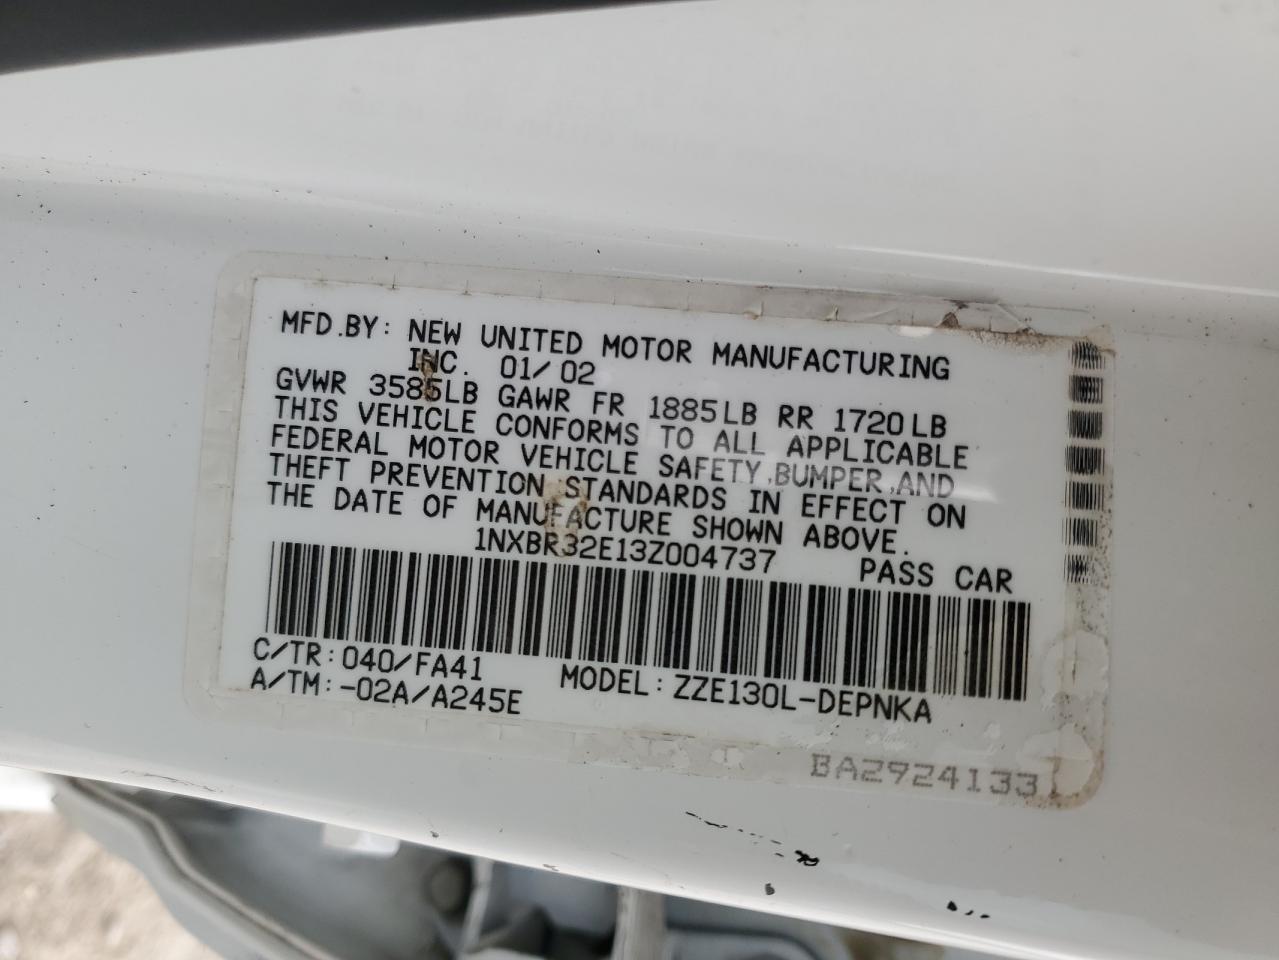 MFD.BY: NEW UNITED MOTOR MANUFACTURING
INC. 01/02
GVWR 3585LB GAWR FR 1885LB RR 1720LB
THIS VEHICLE CONFORMS TO ALL APPLICABLE
FEDERAL MOTOR VEHICLE SAFETY,BUMPER,AND
THEFT PREVENTION STANDARDS IN EFFECT ON
THE DATE OF MANUFACTURE SHOWN ABOVE.
1NXBR32E13Z004737 PASS CAR
C/TR:040/FA41 MODEL:ZZE130L-DEPNKA
A/TM:-02A/A245E
BA2924133